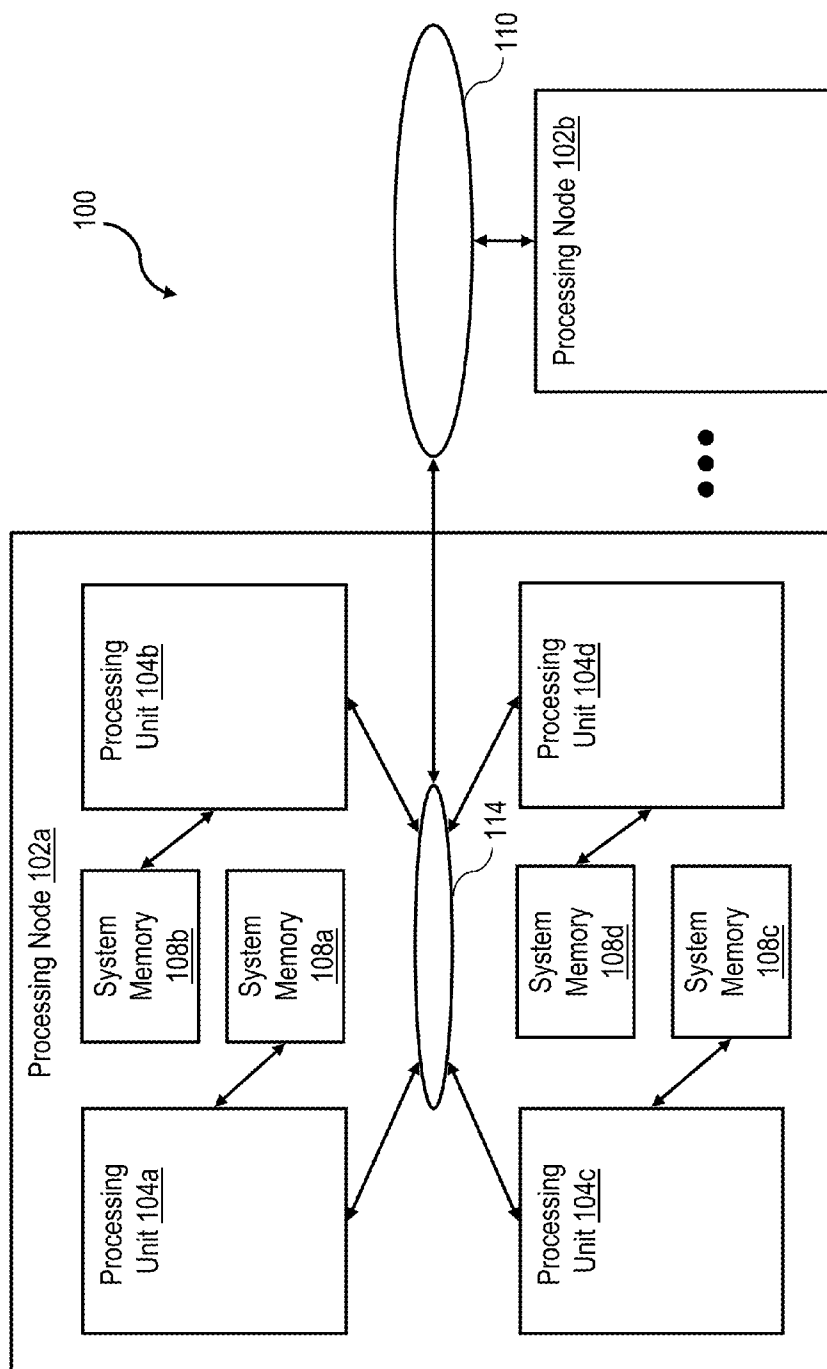 100
Processing Node 102a
Processing
Unit 104a
System
Memory
108b
System
Memory
108a
Processing
Unit 104b
114
110
Processing
Unit 104c
System
Memory
108d
System
Memory
108c
Processing
Unit 104d
Processing Node 102b